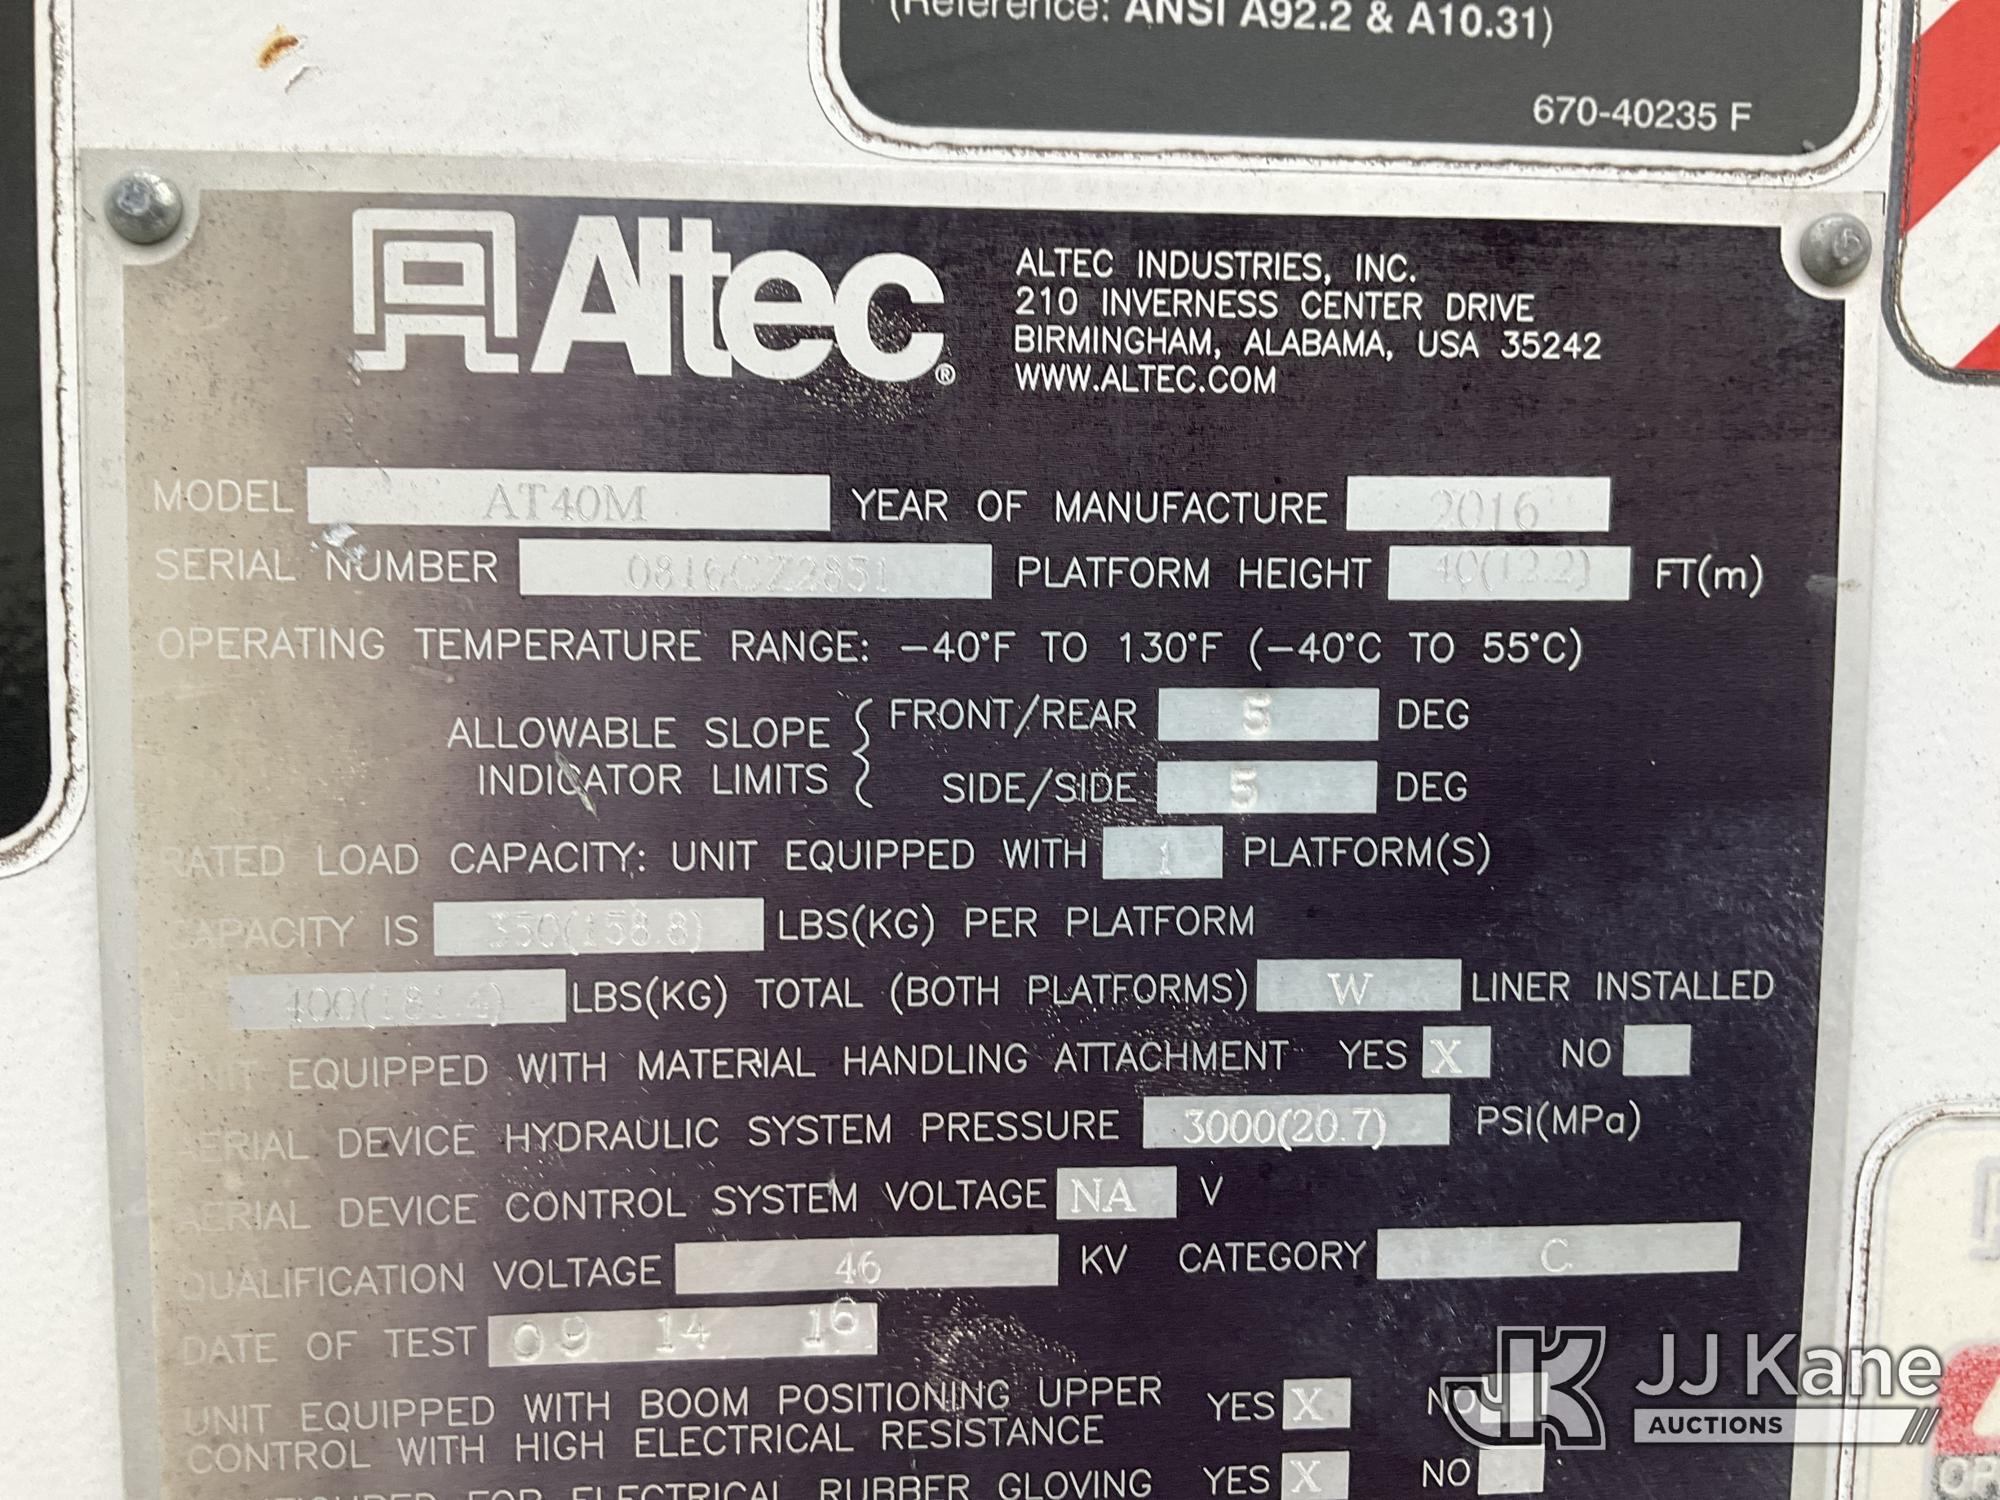 (Reference: ANSI A92.2 & A10.31)
670-40235 F
Altec®
ALTEC INDUSTRIES, INC.
210 INVERNESS CENTER DRIVE
BIRMINGHAM, ALABAMA, USA 35242
WWW.ALTEC.COM
MODEL AT40M YEAR OF MANUFACTURE 2016
SERIAL NUMBER 0816CZ2851 PLATFORM HEIGHT 40(12.2) FT(m)
OPERATING TEMPERATURE RANGE: -40°F TO 130°F (-40°C TO 55°C)
ALLOWABLE SLOPE INDICATOR LIMITS { FRONT/REAR 5 DEG
SIDE/SIDE 5 DEG
RATED LOAD CAPACITY: UNIT EQUIPPED WITH 1 PLATFORM(S)
CAPACITY IS 350(158.8) LBS(KG) PER PLATFORM
400(181.4) LBS(KG) TOTAL (BOTH PLATFORMS) W LINER INSTALLED
UNIT EQUIPPED WITH MATERIAL HANDLING ATTACHMENT YES X NO
AERIAL DEVICE HYDRAULIC SYSTEM PRESSURE 3000(20.7) PSI(MPa)
AERIAL DEVICE CONTROL SYSTEM VOLTAGE NA V
QUALIFICATION VOLTAGE 46 KV CATEGORY C
DATE OF TEST 09 14 16
UNIT EQUIPPED WITH BOOM POSITIONING UPPER YES X NO
CONTROL WITH HIGH ELECTRICAL RESISTANCE
FOR ELECTRICAL RUBBER GLOVING YES X NO
JK JJ Kane
AUCTIONS